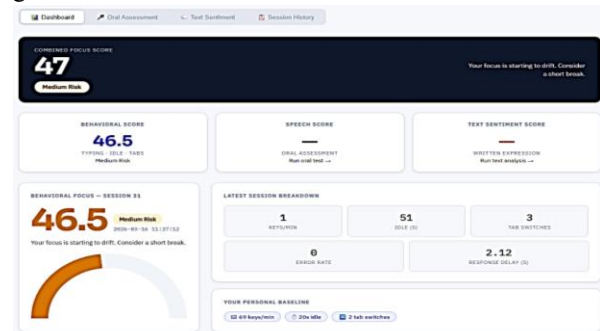 Dashboard
Oral Assessment
Text Sentiment
Session History
COMBINED FOCUS SCORE
47
Medium Risk
Your focus is starting to drift. Consider
a short break.
BEHAVIORAL SCORE
46.5
TYPING · IDLE · TABS
Medium Risk
SPEECH SCORE
—
ORAL ASSESSMENT
Run oral test →
TEXT SENTIMENT SCORE
—
WRITTEN EXPRESSION
Run text analysis →
BEHAVIORAL FOCUS — SESSION 31
46.5
Medium Risk
Your focus is starting to drift. Consider a short break.
LATEST SESSION BREAKDOWN
1
KEYS/MIN
51
IDLE (S)
3
TAB SWITCHES
0
ERROR RATE
2.12
RESPONSE DELAY (S)
YOUR PERSONAL BASELINE
69 keys/min
20s idle
2 tab switches